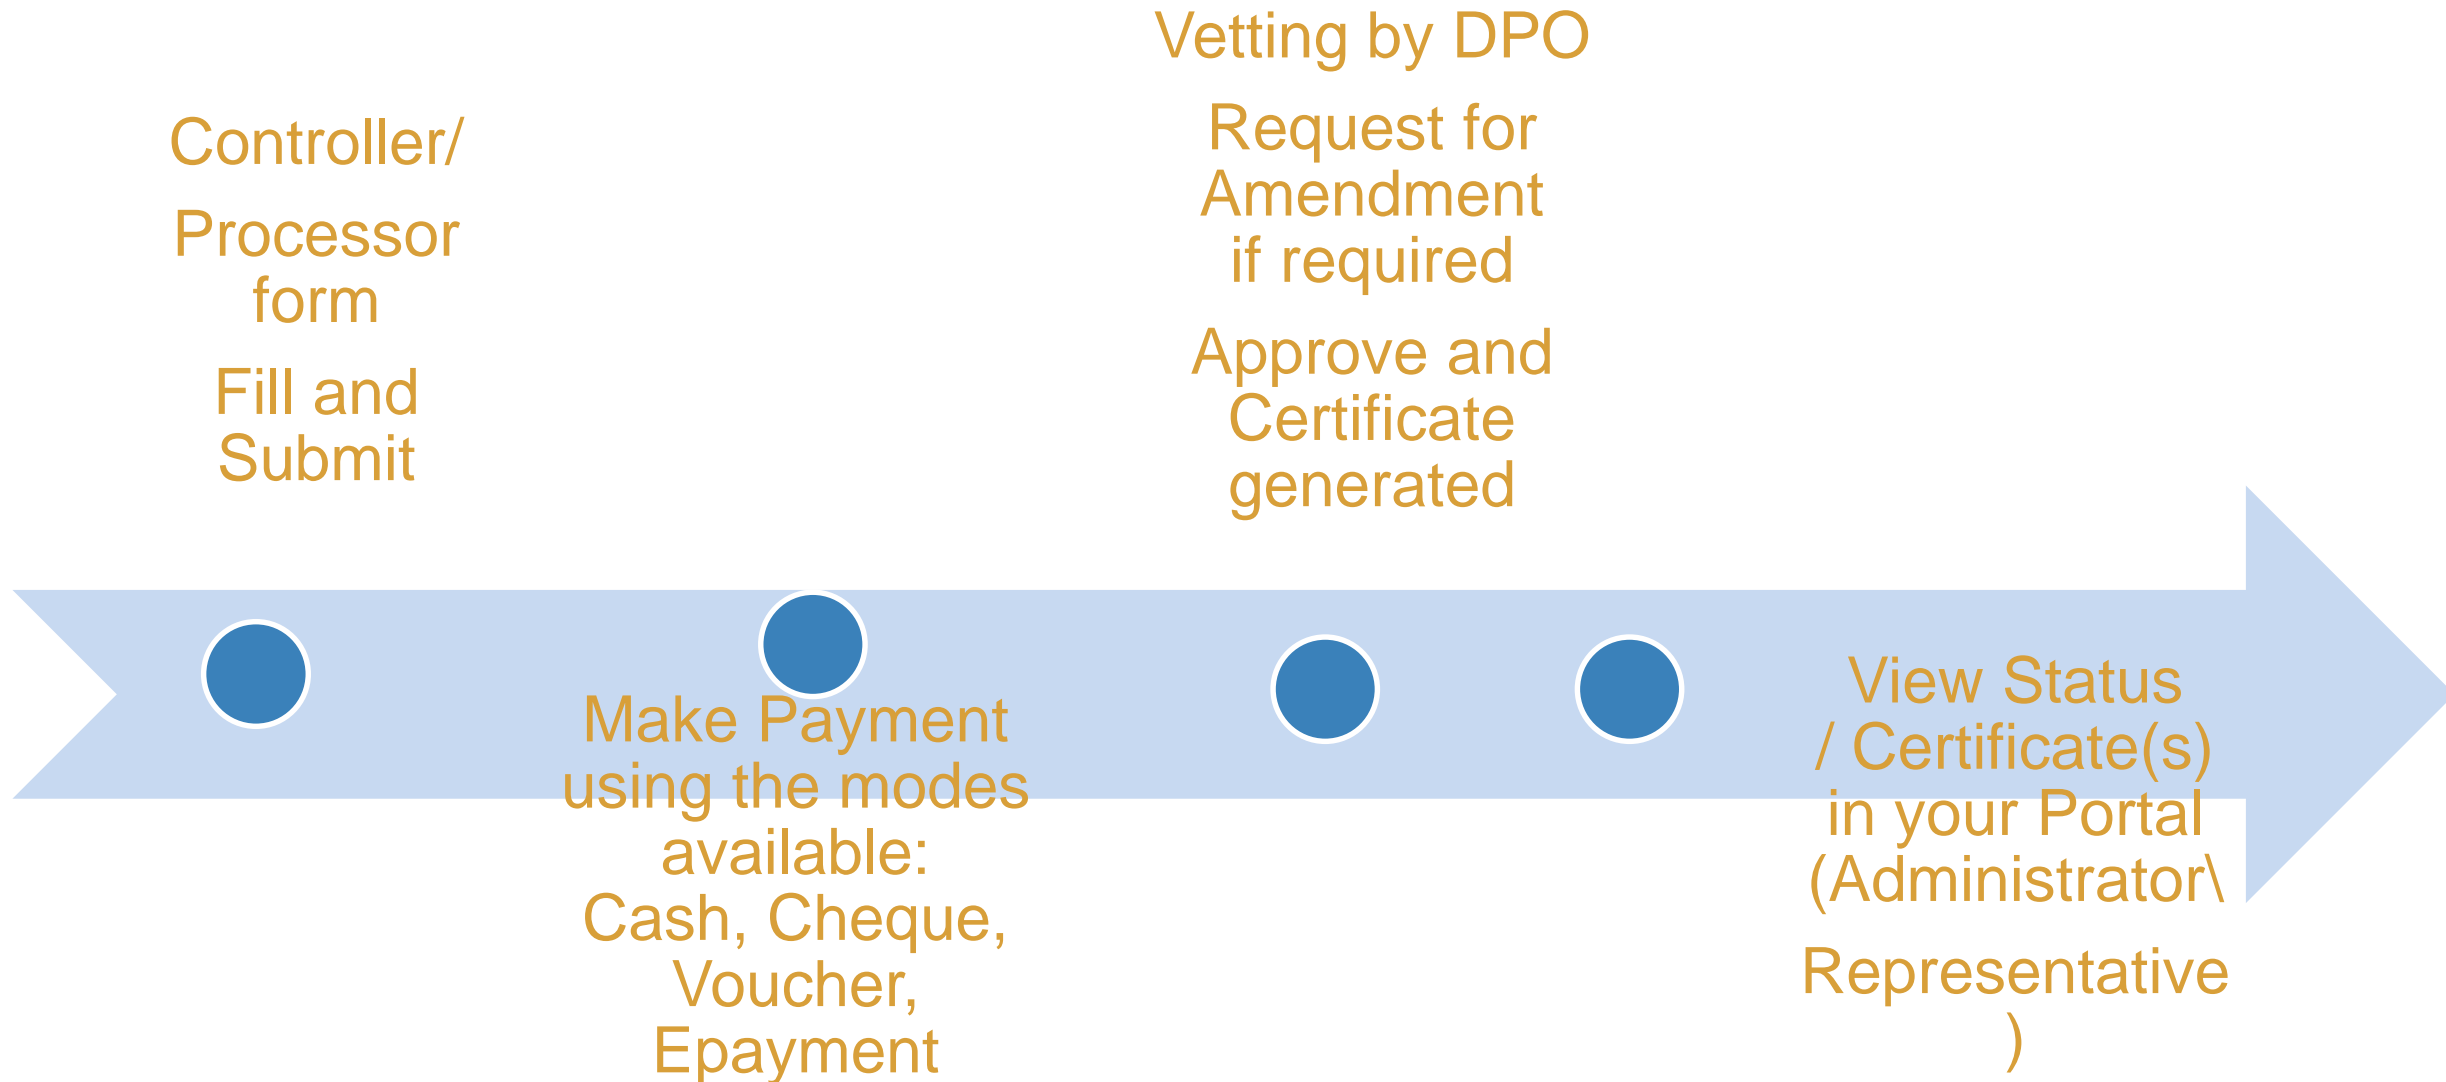 Controller/
Processor
form
Fill and
Submit
Make Payment
using the modes
available:
Cash, Cheque,
Voucher,
Epayment
Vetting by DPO
Request for
Amendment
if required
Approve and
Certificate
generated
View Status
/ Certificate(s)
in your Portal
(Administrator\
Representative
)